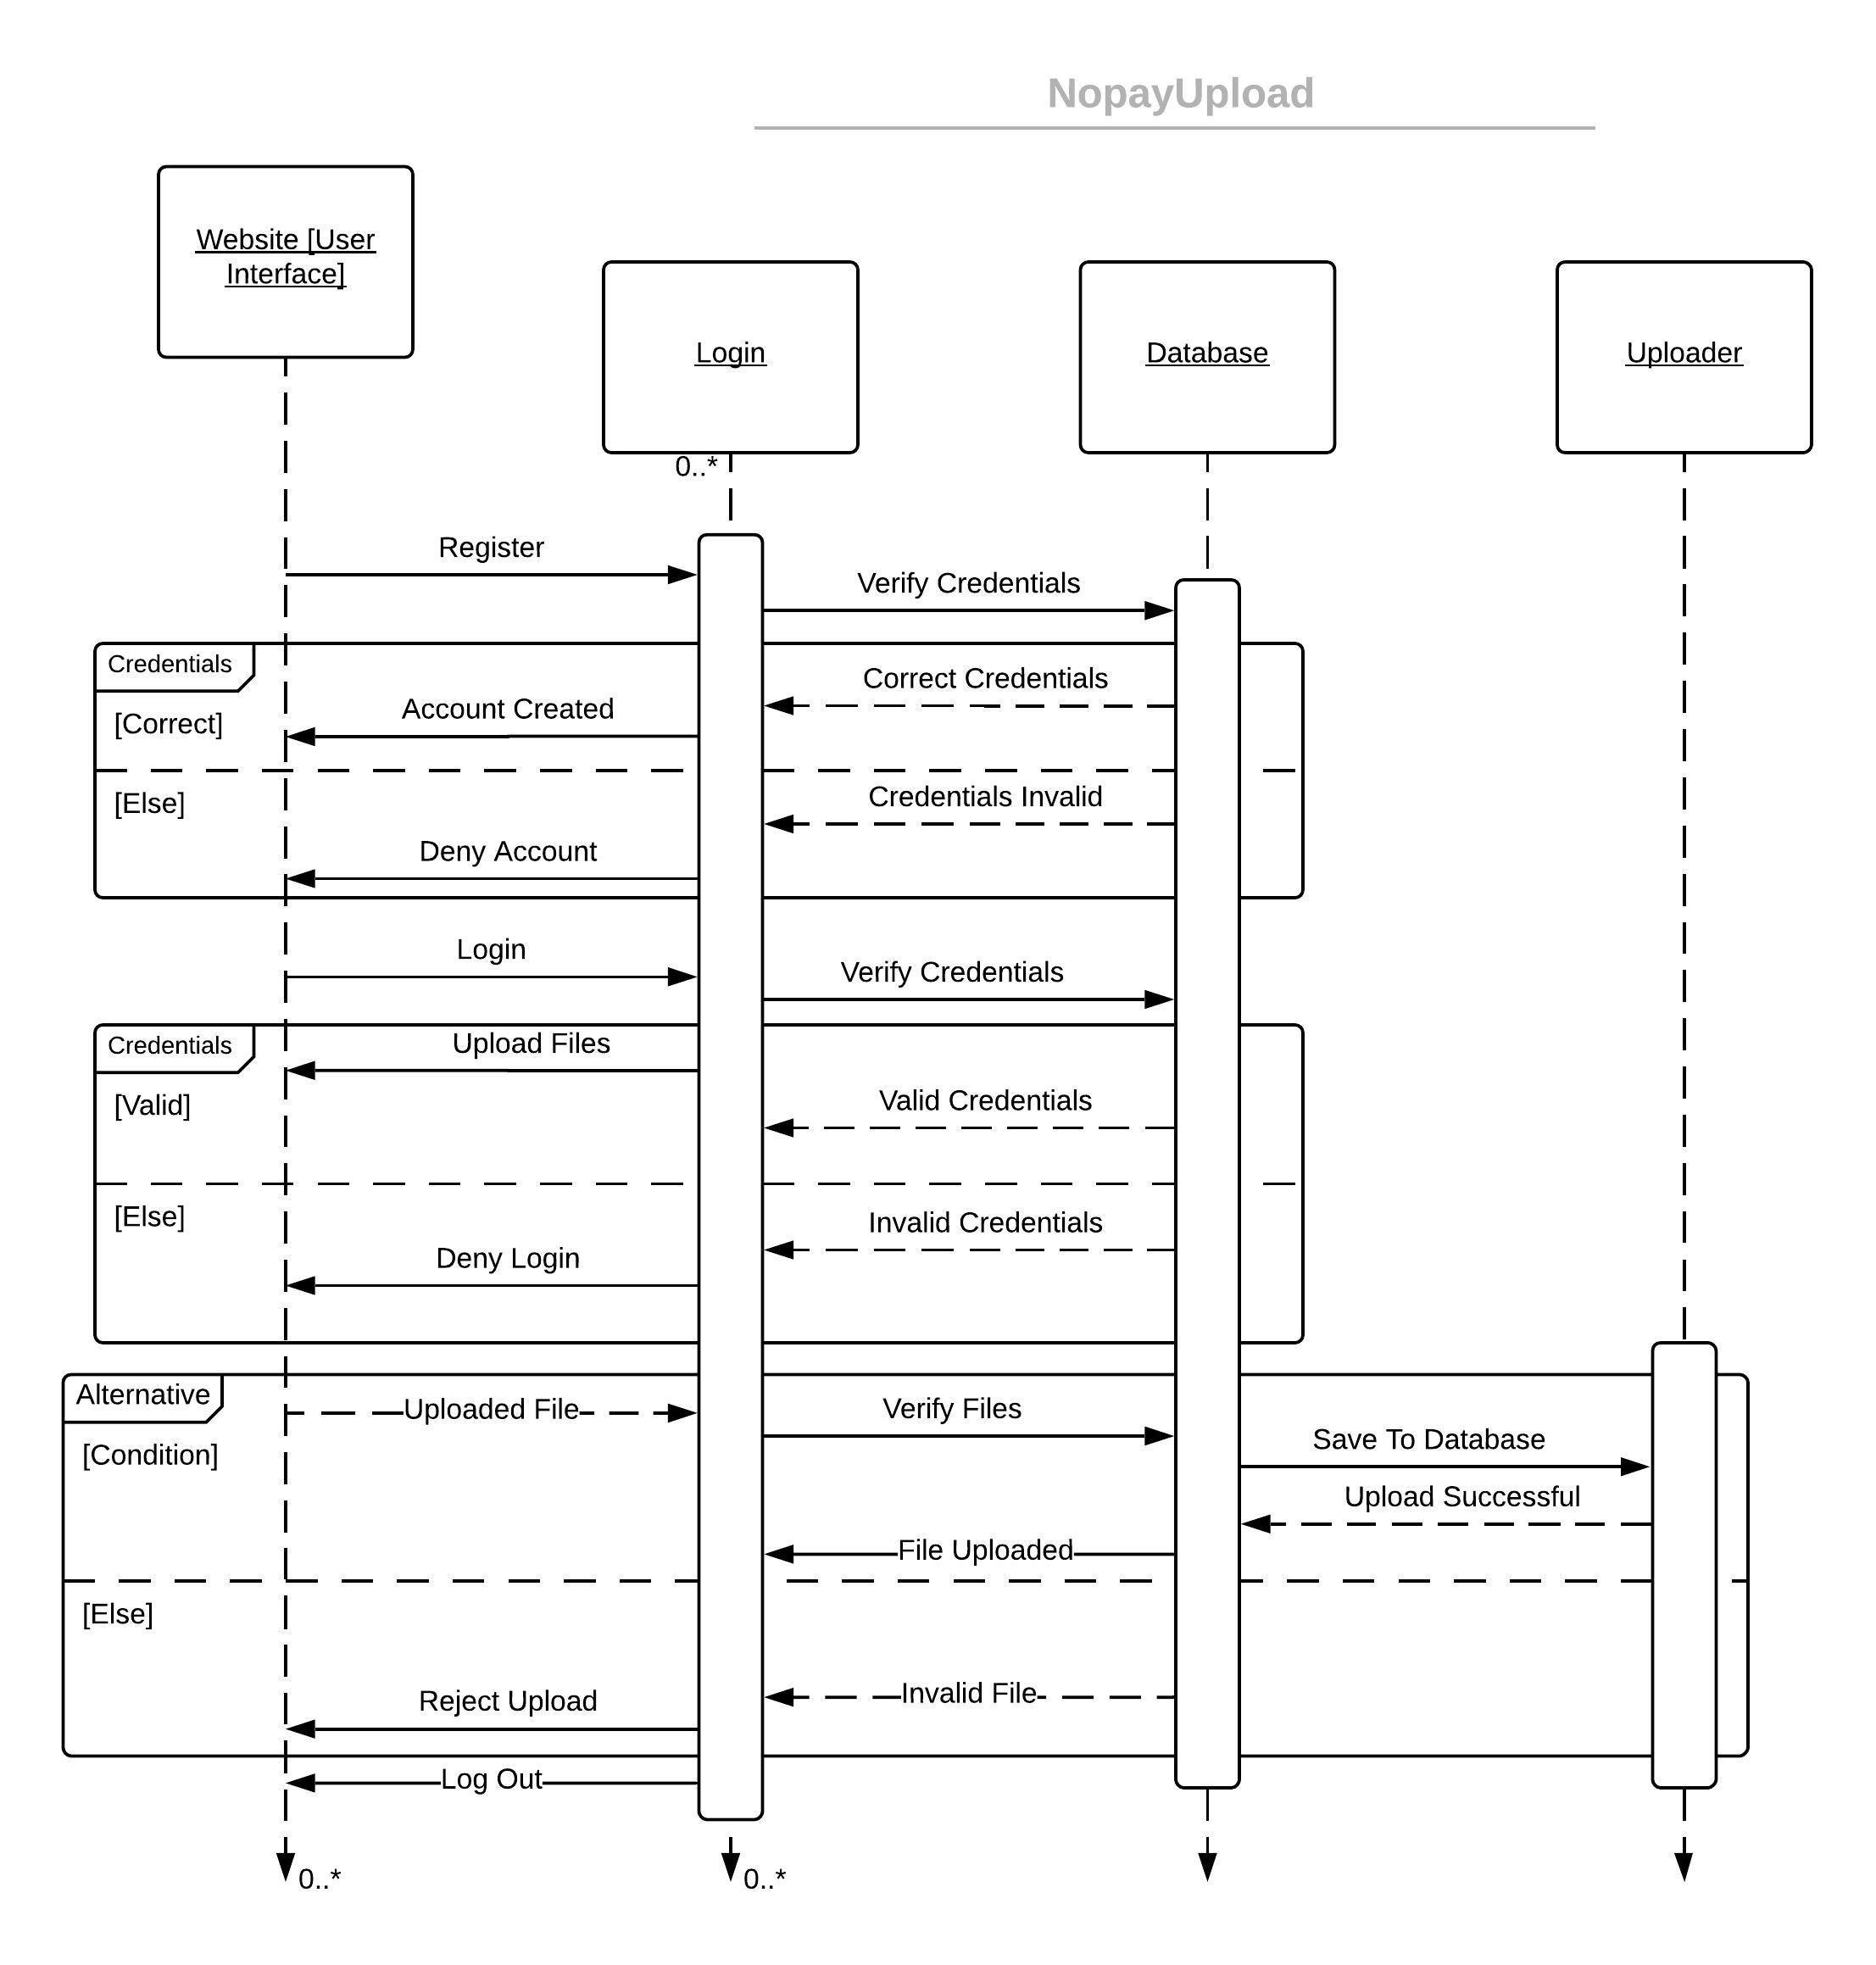 NopayUpload
Website [User
Interface]
Login
Database
Uploader
0..*
Register
Verify Credentials
Credentials
Correct Credentials
[Correct]
Account Created
[Else]
Credentials Invalid
Deny Account
Login
Verify Credentials
Credentials
Upload Files
[Valid]
Valid Credentials
[Else]
Invalid Credentials
Deny Login
Alternative
Uploaded File
Verify Files
[Condition]
Save To Database
Upload Successful
File Uploaded
[Else]
Invalid File
Reject Upload
Log Out
0..*
0..*